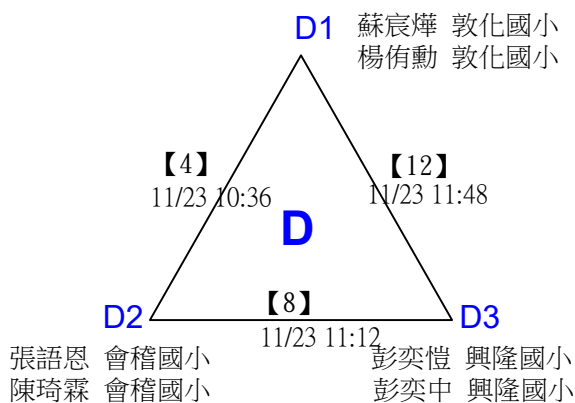 D1
蘇宸燁 敦化國小
楊侑勳 敦化國小
【4】
11/23 10:36
【12】
11/23 11:48
D
D2
【8】
11/23 11:12
D3
張語恩 會稽國小
陳琦霖 會稽國小
彭奕愷 興隆國小
彭奕中 興隆國小